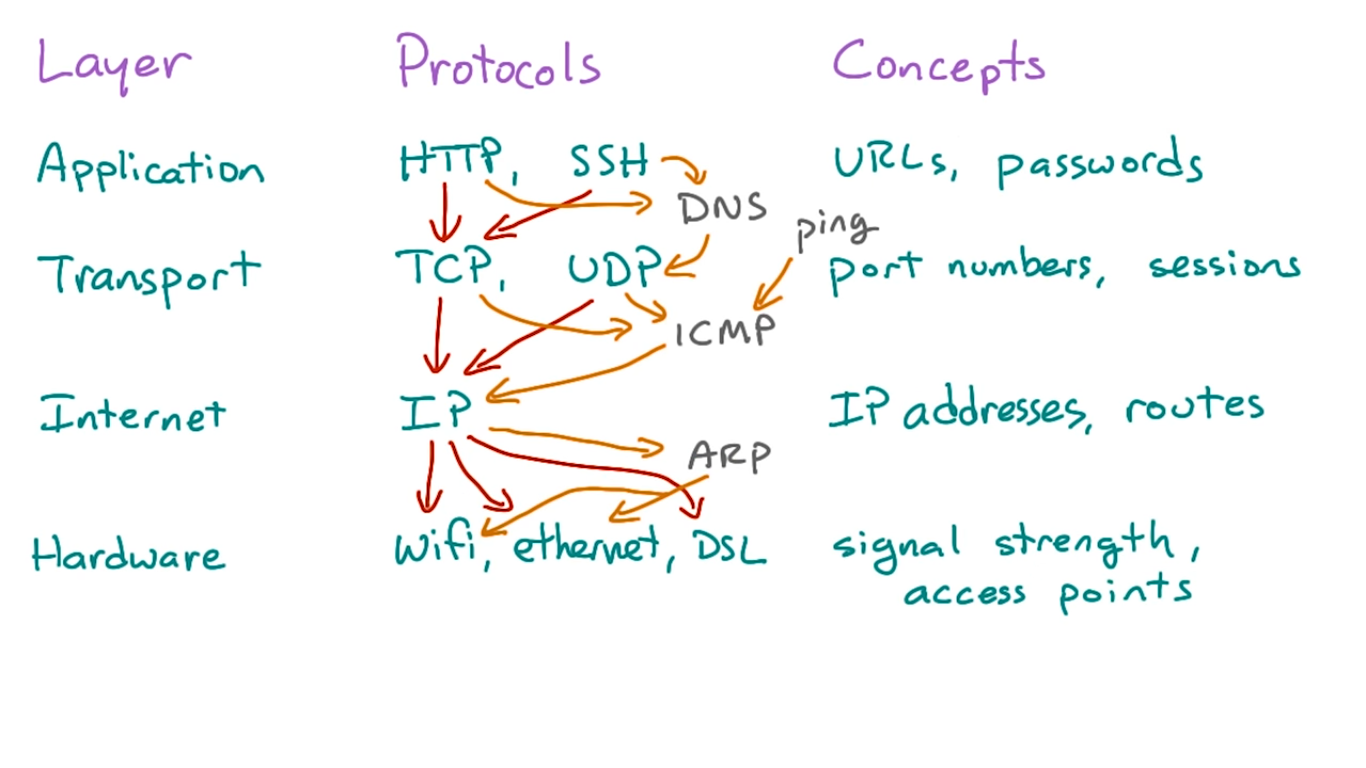 Layer Protocols Concepts
Application HTTP, SSH URLs, passwords
DNS
ping
Transport TCP, UDP port numbers, sessions
ICMP
Internet IP IP addresses, routes
ARP
Hardware Wifi, ethernet, DSL signal strength,
access points